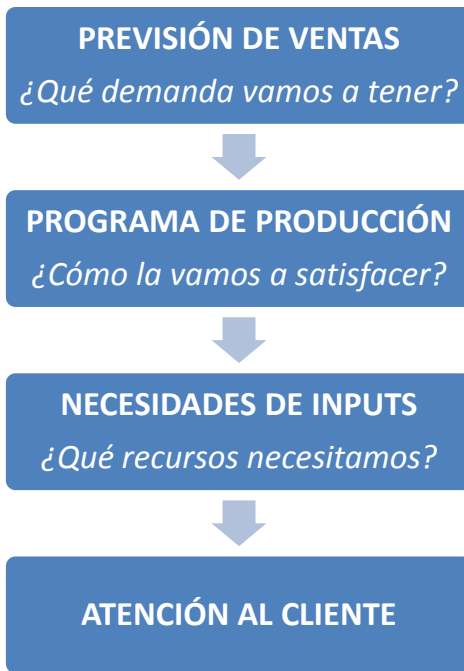 PREVISIÓN DE VENTAS
¿Qué demanda vamos a tener?
PROGRAMA DE PRODUCCIÓN
¿Cómo la vamos a satisfacer?
NECESIDADES DE INPUTS
¿Qué recursos necesitamos?
ATENCIÓN AL CLIENTE